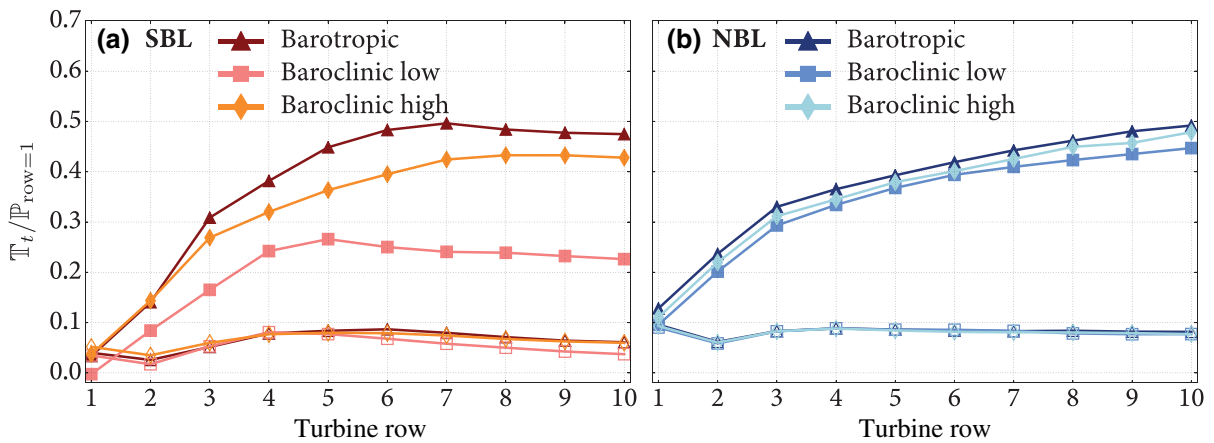 (a) SBL
Barotropic
Baroclinic low
Baroclinic high
(b) NBL
Barotropic
Baroclinic low
Baroclinic high
𝕋t/ℙrow=1
0.7
0.6
0.5
0.4
0.3
0.2
0.1
0.0
1 2 3 4 5 6 7 8 9 10
1 2 3 4 5 6 7 8 9 10
Turbine row
Turbine row